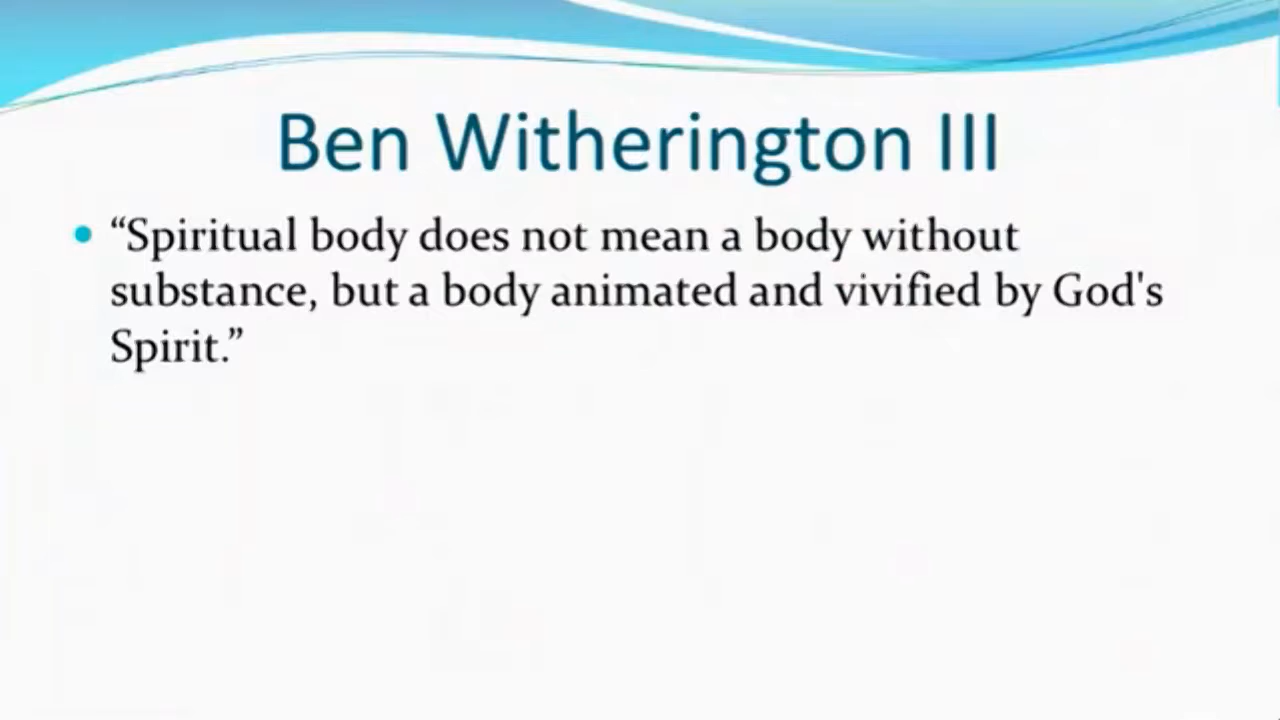 Ben Witherington III
• “Spiritual body does not mean a body without
substance, but a body animated and vivified by God's
Spirit.”